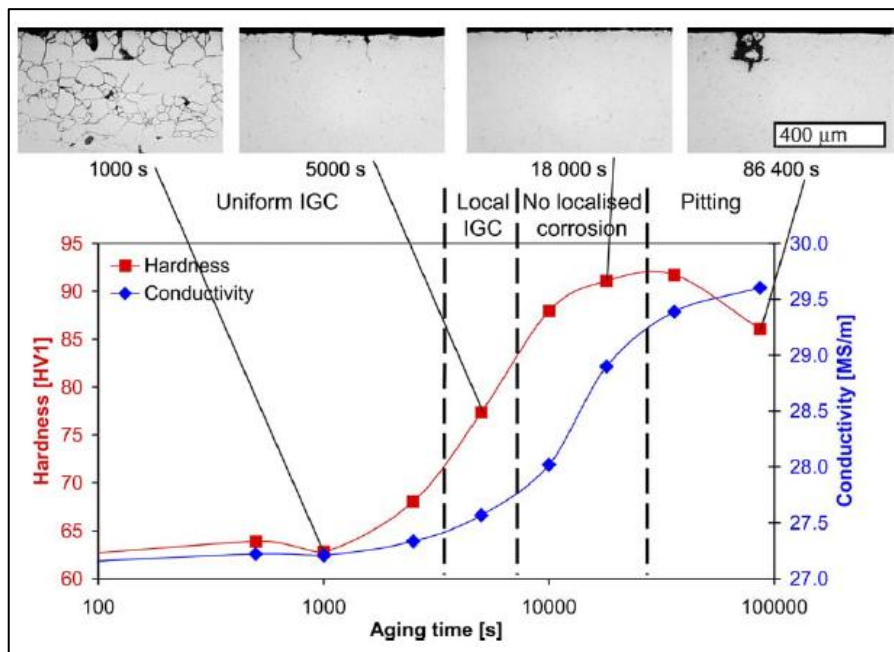 400 µm
1000 s
5000 s
18 000 s
86 400 s
Uniform IGC
Local
IGC
No localised
corrosion
Pitting
95
90
85
80
75
70
65
60
Hardness [HV1]
Hardness
Conductivity
30.0
29.5
29.0
28.5
28.0
27.5
27.0
Conductivity [MS/m]
100
1000
10000
100000
Aging time [s]